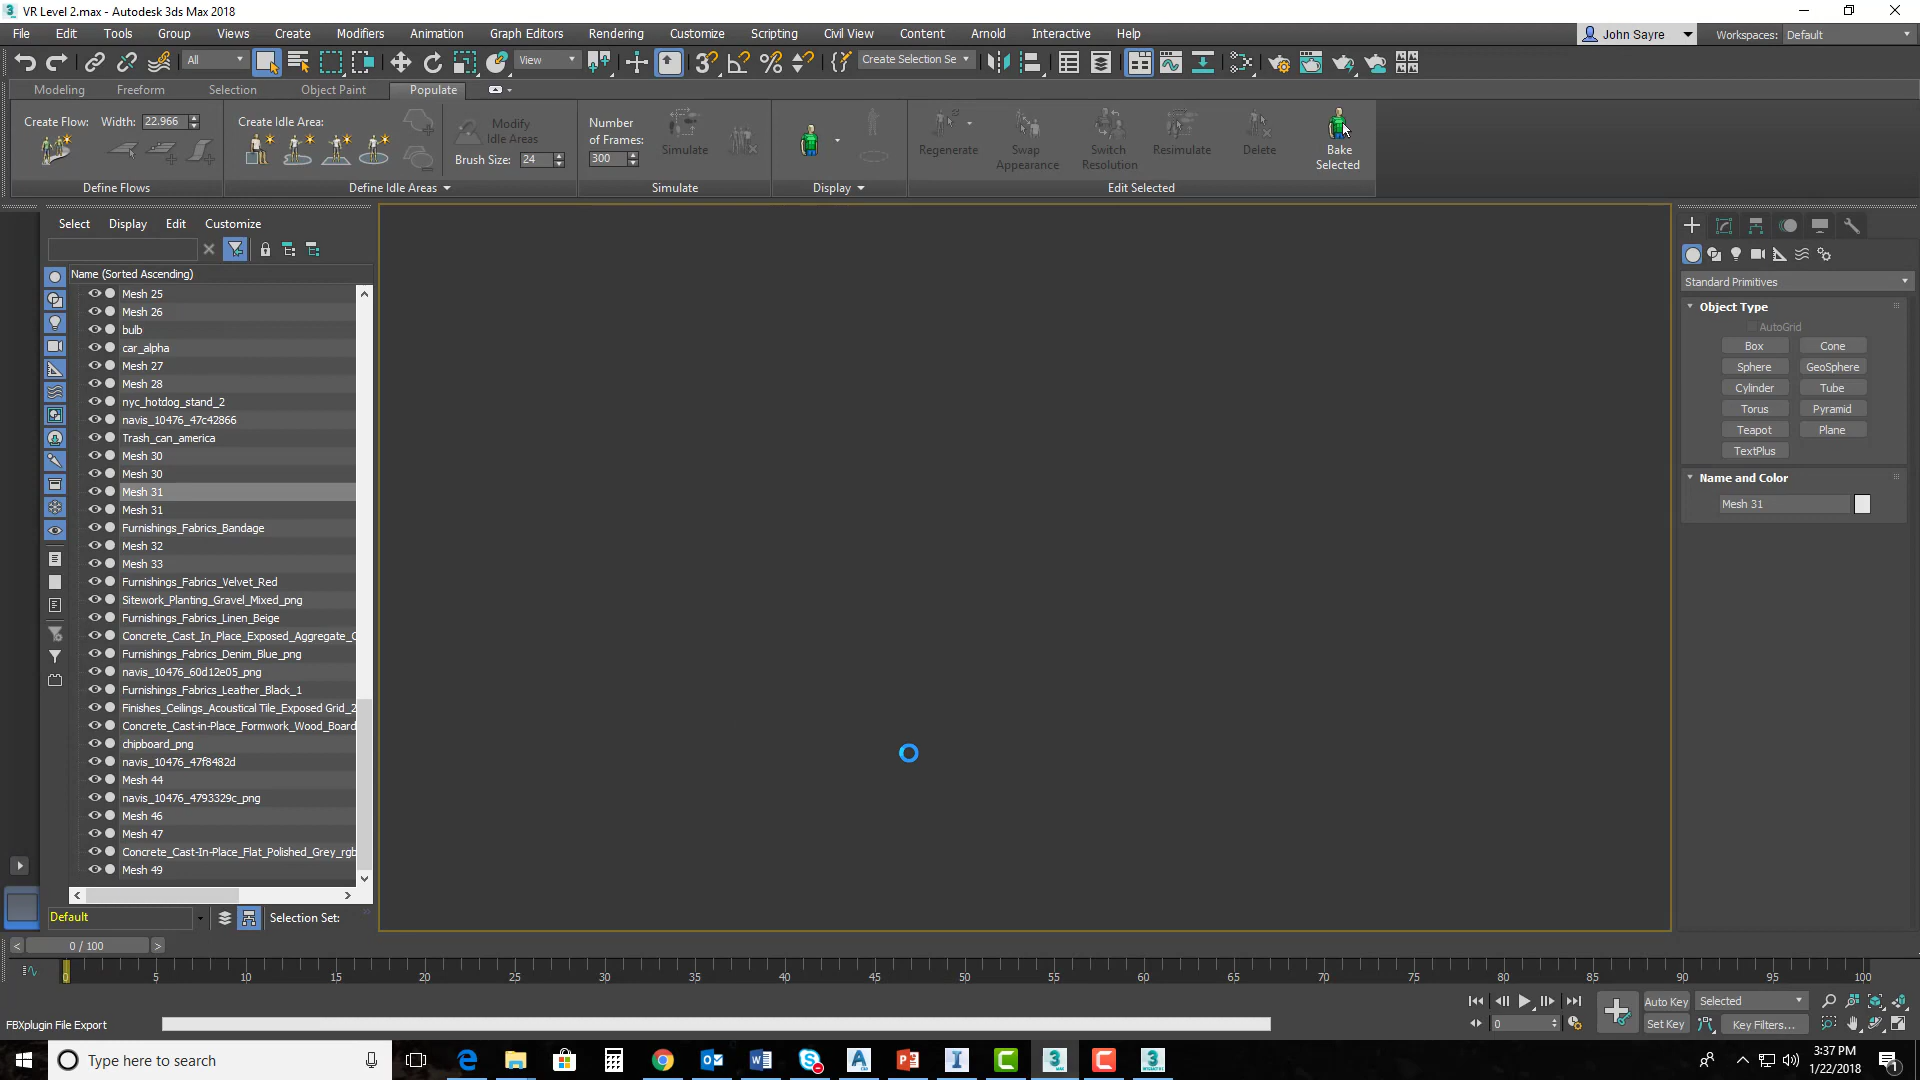 VR Level 2.max - Autodesk 3ds Max 2018
File Edit Tools Group Views Create Modifiers Animation Graph Editors Rendering Customize Scripting Civil View Content Arnold Interactive Help
John Sayre
Workspaces: Default
All
View
Create Selection Se
Modeling Freeform Selection Object Paint Populate
Create Flow: Width: 22.966
Define Flows
Create Idle Area:
Modify
Idle Areas
Brush Size: 24
Define Idle Areas
Number
of Frames:
300
Simulate
Simulate
Display
Regenerate
Swap
Appearance
Switch
Resolution
Resimulate
Delete
Bake
Selected
Edit Selected
Select Display Edit Customize
Name (Sorted Ascending)
Mesh 25
Mesh 26
bulb
car_alpha
Mesh 27
Mesh 28
nyc_hotdog_stand_2
navis_10476_47c42866
Trash_can_america
Mesh 30
Mesh 30
Mesh 31
Mesh 31
Furnishings_Fabrics_Bandage
Mesh 32
Mesh 33
Furnishings_Fabrics_Velvet_Red
Sitework_Planting_Gravel_Mixed_png
Furnishings_Fabrics_Linen_Beige
Concrete_Cast_In_Place_Exposed_Aggregate_C
Furnishings_Fabrics_Denim_Blue_png
navis_10476_60d12e05_png
Furnishings_Fabrics_Leather_Black_1
Finishes_Ceilings_Acoustical Tile_Exposed Grid_2
Concrete_Cast-in-Place_Formwork_Wood_Board
chipboard_png
navis_10476_47f8482d
Mesh 44
navis_10476_4793329c_png
Mesh 46
Mesh 47
Concrete_Cast-In-Place_Flat_Polished_Grey_rgb
Mesh 49
Default
Selection Set:
Standard Primitives
Object Type
AutoGrid
Box Cone
Sphere GeoSphere
Cylinder Tube
Torus Pyramid
Teapot Plane
TextPlus
Name and Color
Mesh 31
< 0 / 100 >
0 5 10 15 20 25 30 35 40 45 50 55 60 65 70 75 80 85 90 95 100
FBXplugin File Export
0
Auto Key Selected
Set Key Key Filters...
Type here to search
3:37 PM
1/22/2018
1